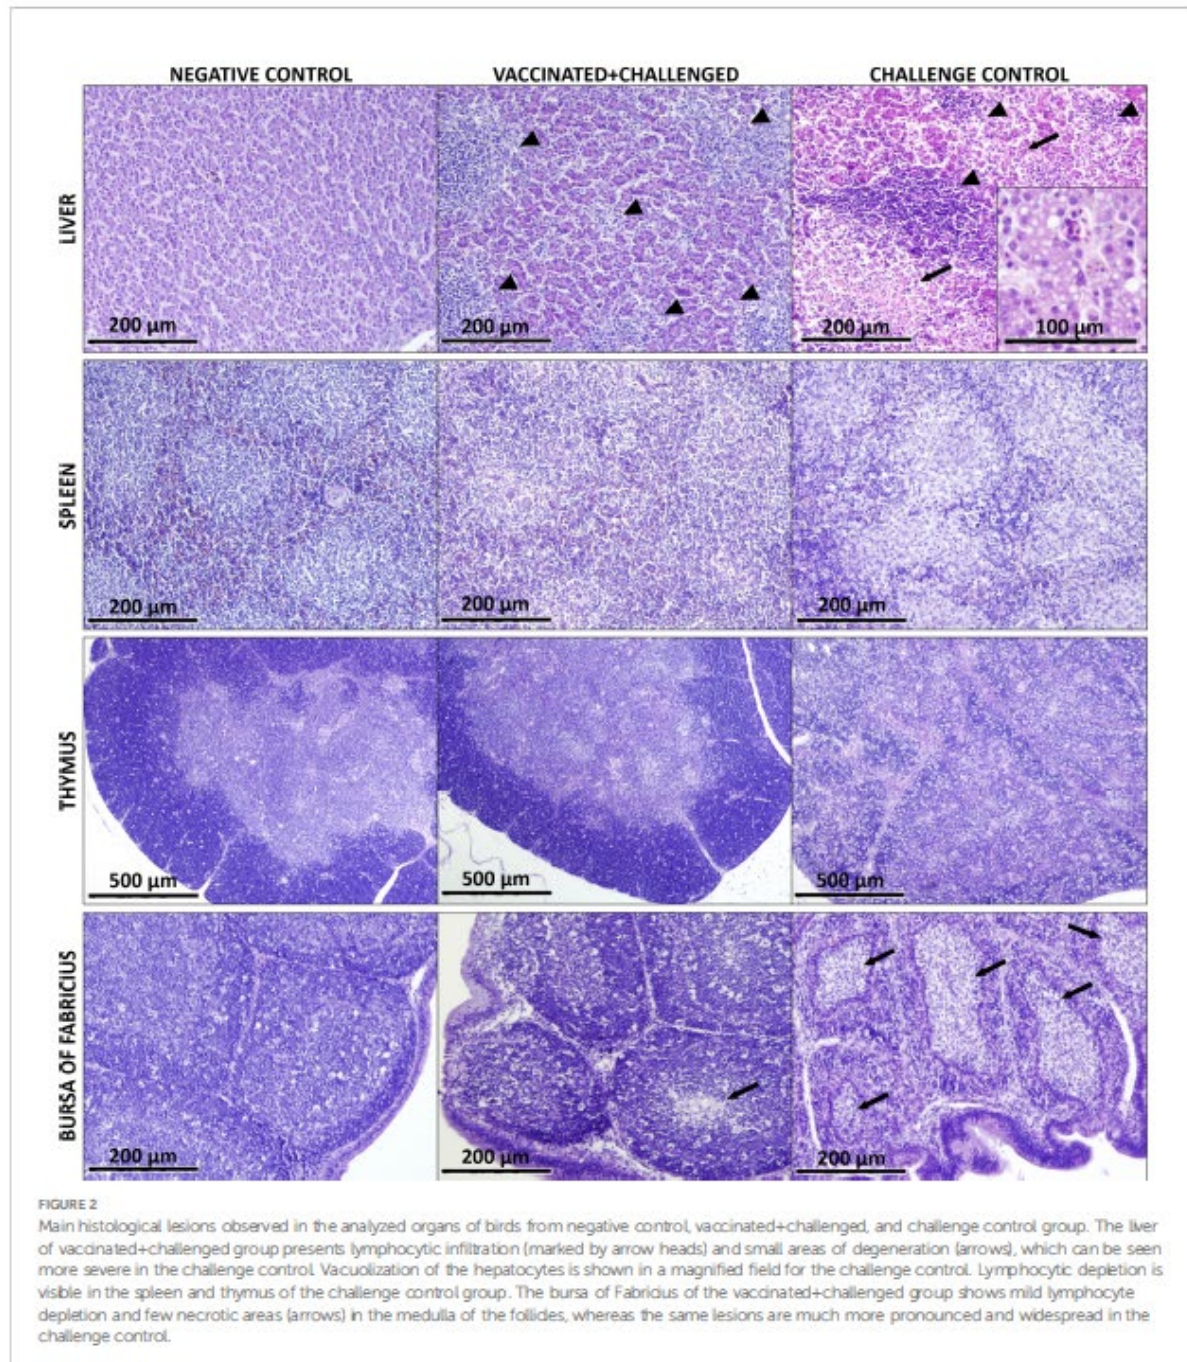 NEGATIVE CONTROL
VACCINATED+CHALLENGED
CHALLENGE CONTROL
LIVER
200 µm
200 µm
200 µm
100 µm
SPLEEN
200 µm
200 µm
200 µm
THYMUS
500 µm
500 µm
500 µm
BURSA OF FABRICIUS
200 µm
200 µm
200 µm
FIGURE 2
Main histological lesions observed in the analyzed organs of birds from negative control, vaccinated+challenged, and challenge control group. The liver
of vaccinated+challenged group presents lymphocytic infiltration (marked by arrow heads) and small areas of degeneration (arrows), which can be seen
more severe in the challenge control. Vacuolization of the hepatocytes is shown in a magnified field for the challenge control. Lymphocytic depletion is
visible in the spleen and thymus of the challenge control group. The bursa of Fabricius of the vaccinated+challenged group shows mild lymphocyte
depletion and few necrotic areas (arrows) in the medulla of the follicles, whereas the same lesions are much more pronounced and widespread in the
challenge control.